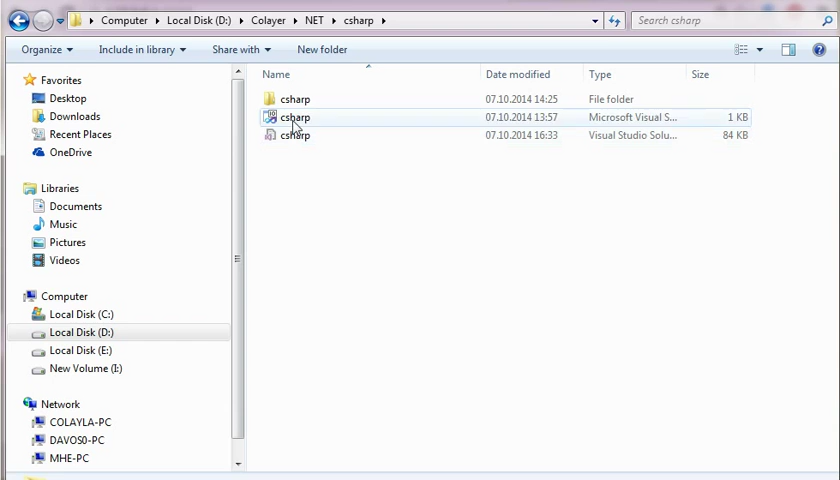 Computer Local Disk (D:) Colayer NET csharp Search csharp
Organize Include in library Share with New folder
Name Date modified Type Size
Favorites
Desktop
Downloads
Recent Places
OneDrive
Libraries
Documents
Music
Pictures
Videos
Computer
Local Disk (C:)
Local Disk (D:)
Local Disk (E:)
New Volume (I:)
Network
COLAYLA-PC
DAVOS0-PC
MHE-PC
csharp 07.10.2014 14:25 File folder
csharp 07.10.2014 13:57 Microsoft Visual S... 1 KB
csharp 07.10.2014 16:33 Visual Studio Solu... 84 KB